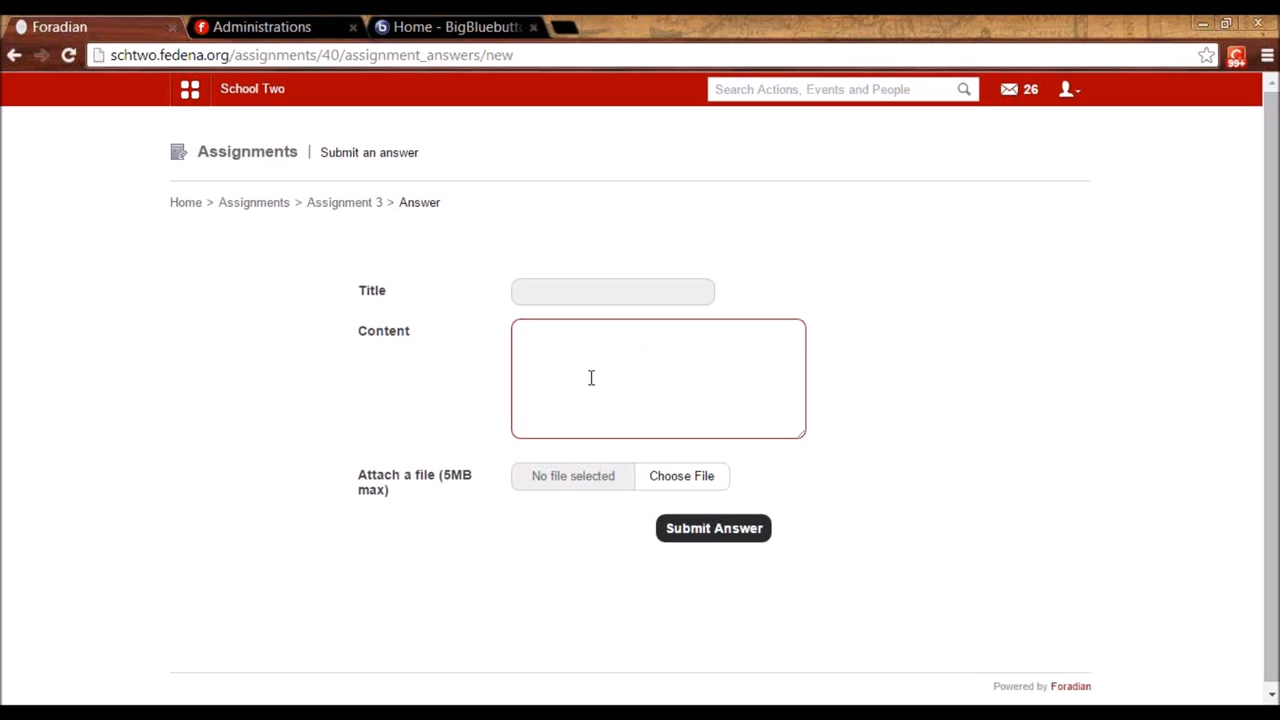 Foradian
Administrations
Home - BigBluebutto
schtwo.fedena.org/assignments/40/assignment_answers/new
99+
School Two
Search Actions, Events and People
26
Assignments | Submit an answer
Home > Assignments > Assignment 3 > Answer
Title
Content
Attach a file (5MB
max)
No file selected
Choose File
Submit Answer
Powered by Foradian